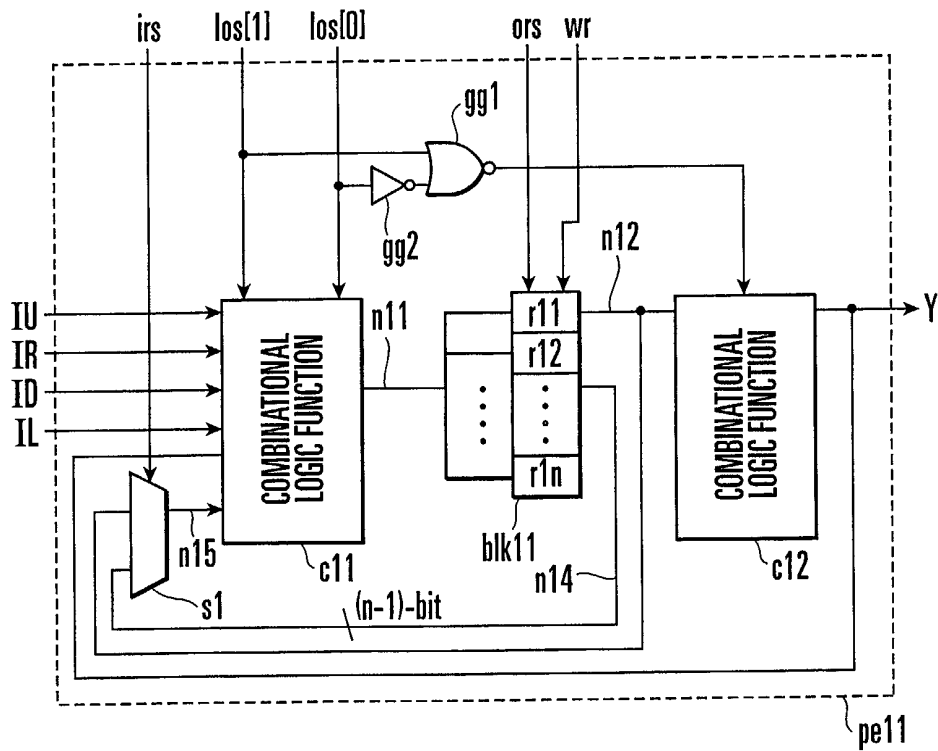 irs los[1] los[0] ors wr
gg1
gg2
n12
IU
IR
ID
IL
n11
r11
r12
r1n
Y
COMBINATIONAL
LOGIC FUNCTION
COMBINATIONAL
LOGIC FUNCTION
n15
c11
blk11
n14
c12
s1
(n-1)-bit
pe11